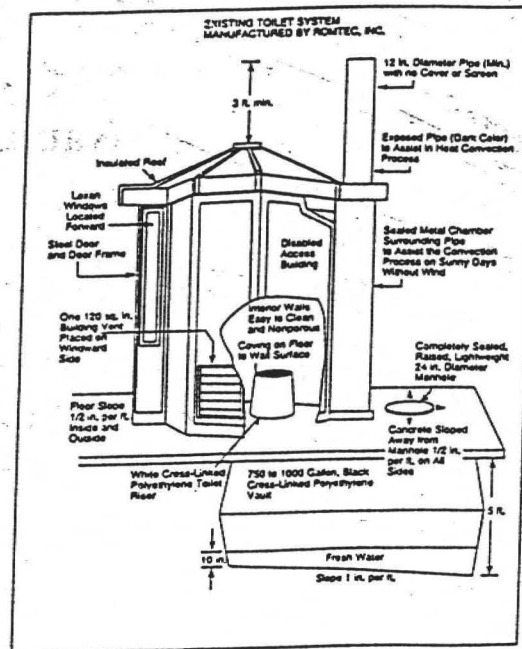 EXISTING TOILET SYSTEM
MANUFACTURED BY ROMTEC, INC.
12 in. Diameter Pipe (Min.)
with no Cover or Screen
3 ft. min.
Exposed Pipe (Dark Color)
to Assist in Heat Convection
Process
Insulated Roof
Lexan
Windows
Located
Forward
Steel Door
and Door Frame
Disabled
Access
Building
Sealed Metal Chamber
Surrounding Pipe
to Assist the Convection
Process on Sunny Days
Without Wind
One 120 sq. in.
Building Vent
Placed on
Windward
Side
Interior Walls
Easy to Clean
and Nonporous
Coving on Floor
to Wall Surface
Completely Sealed,
Raised, Lightweight
24 in. Diameter
Manhole
Floor Slope
1/2 in. per ft.
Inside and
Outside
Concrete Sloped
Away from
Manhole 1/2 in.
per ft. on All
Sides
White Cross-Linked
Polyethylene Toilet
Riser
750 to 1000 Gallon, Black
Cross-Linked Polyethylene
Vault
5 ft.
10 in.
Fresh Water
Slope 1 in. per ft.